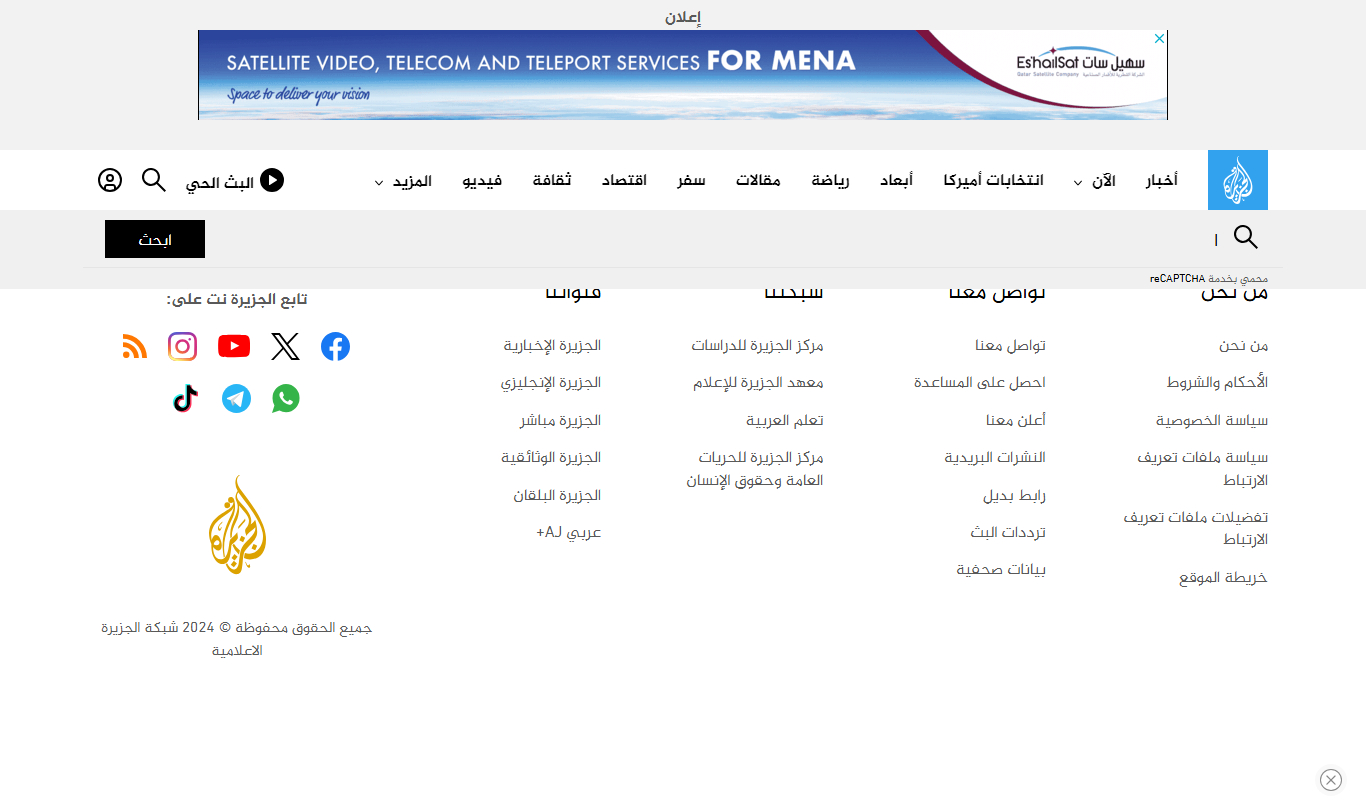 إعلان
SATELLITE VIDEO, TELECOM AND TELEPORT SERVICES FOR MENA
Space to deliver your vision
Es'hailSat سهيل سات
Qatar Satellite Company
أخبار
الآن
انتخابات أميركا
أبعاد
رياضة
مقالات
سفر
اقتصاد
ثقافة
فيديو
المزيد
البث الحي
ا
ابحث
محمي بخدمة reCAPTCHA
من نحن
من نحن
الأحكام والشروط
سياسة الخصوصية
سياسة ملفات تعريف
الارتباط
تفضيلات ملفات تعريف
الارتباط
خريطة الموقع
تواصل معنا
تواصل معنا
احصل على المساعدة
أعلن معنا
النشرات البريدية
رابط بديل
ترددات البث
بيانات صحفية
شبكتنا
مركز الجزيرة للدراسات
معهد الجزيرة للإعلام
تعلم العربية
مركز الجزيرة للحريات
العامة وحقوق الإنسان
قنواتنا
الجزيرة الإخبارية
الجزيرة الإنجليزي
الجزيرة مباشر
الجزيرة الوثائقية
الجزيرة البلقان
عربي AJ+
تابع الجزيرة نت على:
الجزيرة
جميع الحقوق محفوظة © 2024 شبكة الجزيرة
الاعلامية